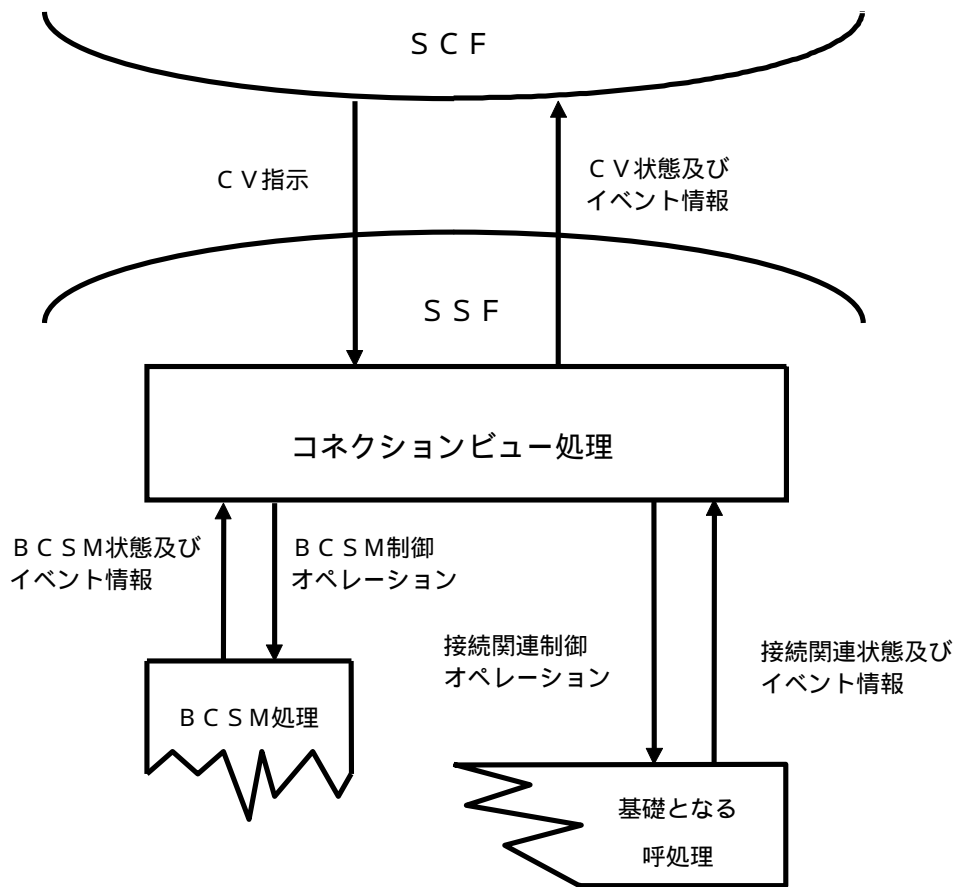 ＳＣＦ
ＣＶ指示
ＣＶ状態及び
イベント情報
ＳＳＦ
コネクションビュー処理
ＢＣＳＭ状態及び
イベント情報
ＢＣＳＭ制御
オペレーション
接続関連制御
オペレーション
接続関連状態及び
イベント情報
ＢＣＳＭ処理
基礎となる
呼処理